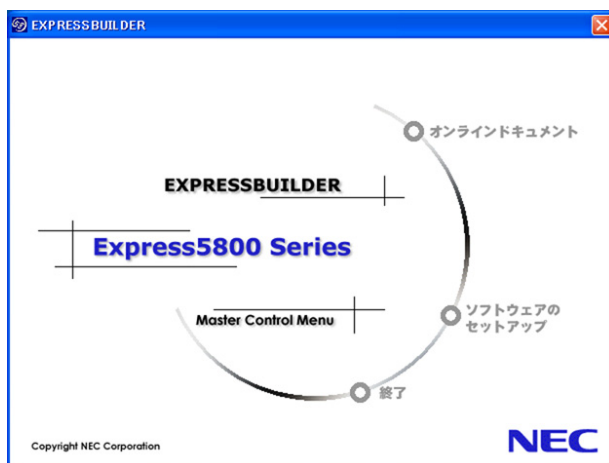 EXPRESSBUILDER
オンラインドキュメント
EXPRESSBUILDER
Express5800 Series
ソフトウェアの
セットアップ
Master Control Menu
終了
Copyright NEC Corporation
NEC